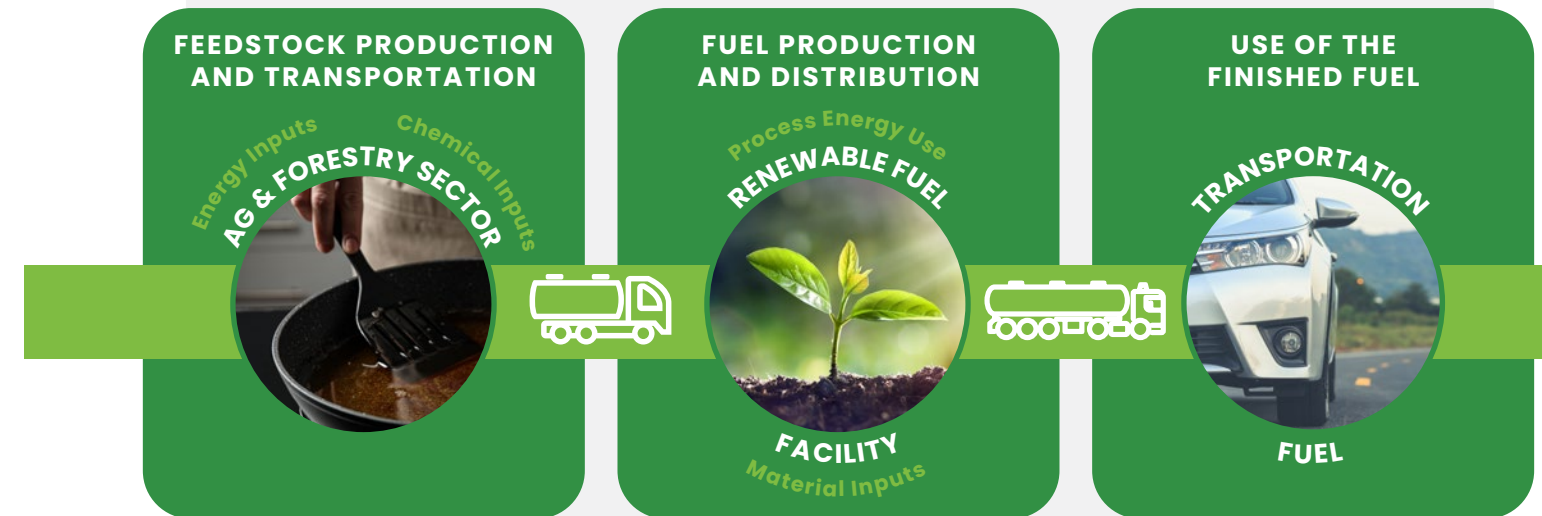 FEEDSTOCK PRODUCTION
AND TRANSPORTATION
Energy Inputs
Chemical Inputs
AG & FORESTRY SECTOR
FUEL PRODUCTION
AND DISTRIBUTION
Process Energy Use
RENEWABLE FUEL
FACILITY
Material Inputs
USE OF THE
FINISHED FUEL
TRANSPORTATION
FUEL